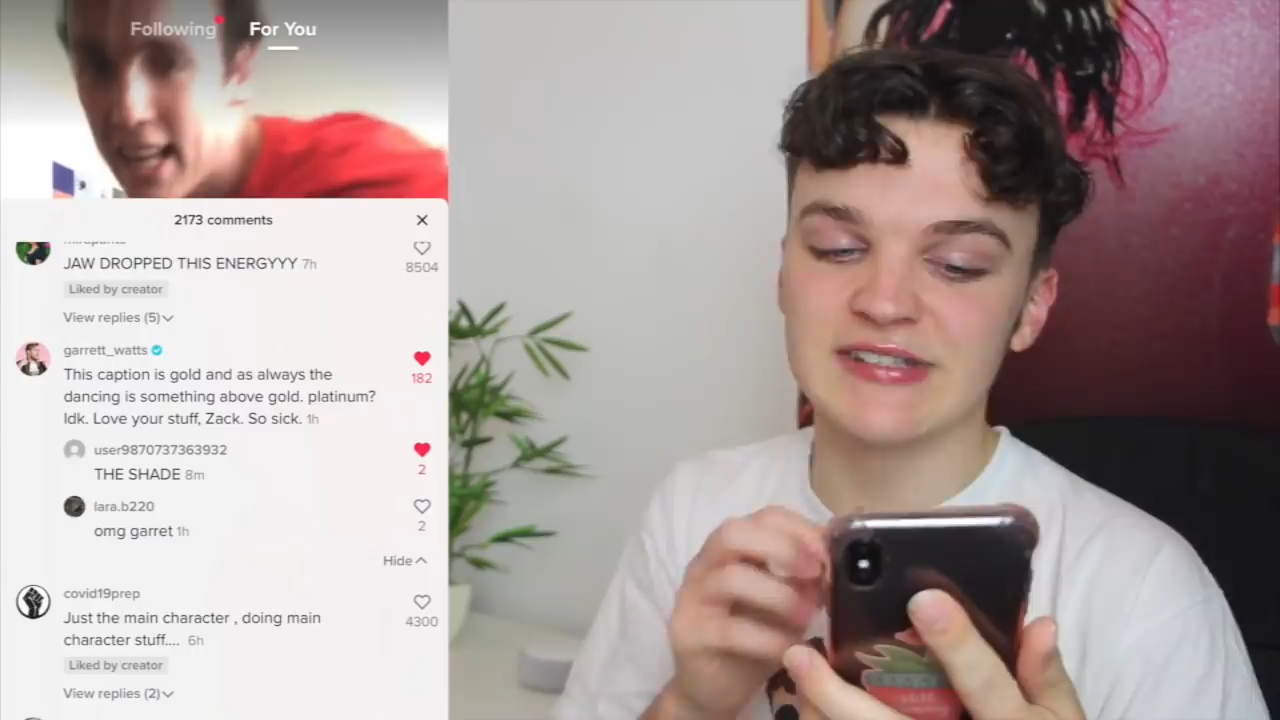 Following
For You
2173 comments
JAW DROPPED THIS ENERGYYY 7h
8504
Liked by creator
View replies (5)
garrett_watts
This caption is gold and as always the
dancing is something above gold. platinum?
Idk. Love your stuff, Zack. So sick. 1h
182
user9870737363932
THE SHADE 8m
2
lara.b220
omg garret 1h
2
Hide
covid19prep
Just the main character , doing main
character stuff.... 6h
4300
Liked by creator
View replies (2)